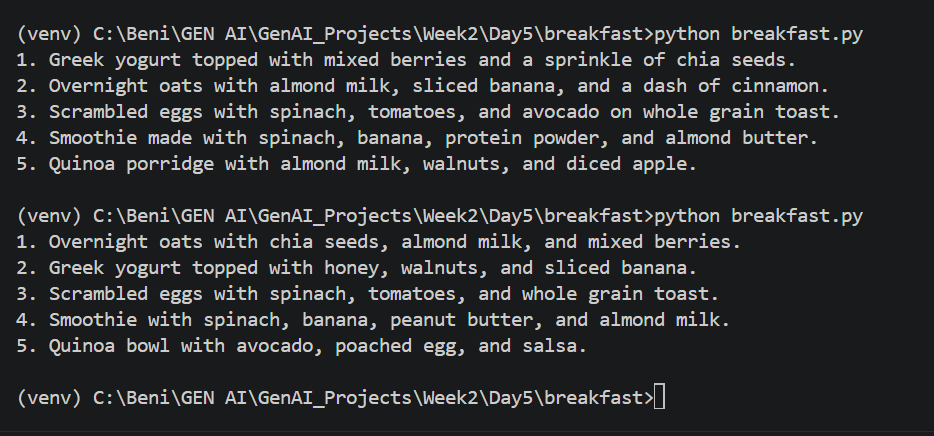 (venv) C:\Beni\GEN AI\GenAI_Projects\Week2\Day5\breakfast>python breakfast.py
1. Greek yogurt topped with mixed berries and a sprinkle of chia seeds.
2. Overnight oats with almond milk, sliced banana, and a dash of cinnamon.
3. Scrambled eggs with spinach, tomatoes, and avocado on whole grain toast.
4. Smoothie made with spinach, banana, protein powder, and almond butter.
5. Quinoa porridge with almond milk, walnuts, and diced apple.
(venv) C:\Beni\GEN AI\GenAI_Projects\Week2\Day5\breakfast>python breakfast.py
1. Overnight oats with chia seeds, almond milk, and mixed berries.
2. Greek yogurt topped with honey, walnuts, and sliced banana.
3. Scrambled eggs with spinach, tomatoes, and whole grain toast.
4. Smoothie with spinach, banana, peanut butter, and almond milk.
5. Quinoa bowl with avocado, poached egg, and salsa.
(venv) C:\Beni\GEN AI\GenAI_Projects\Week2\Day5\breakfast>